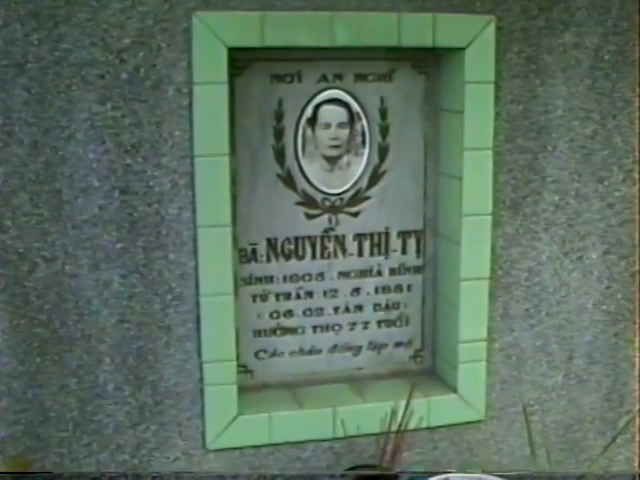 NƠI AN NGHỈ
BÀ: NGUYỄN-THỊ-TỴ
SINH: 1905. NGHĨA BÌNH
TỪ TRẦN: 12.5.1981
06.02. TÂN DẬU
HƯỞNG THỌ 77 TUỔI
Các cháu đồng lập mộ